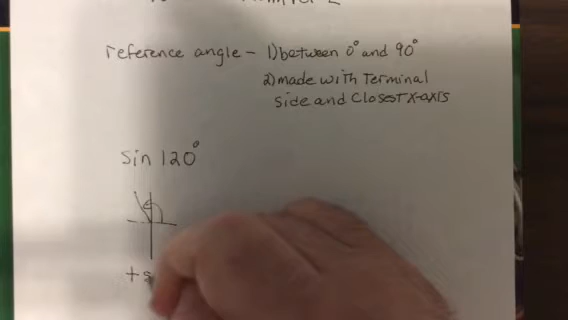 reference angle - 1) between 0° and 90°
2) made with Terminal
side and closest x-axis
sin 120°
+s